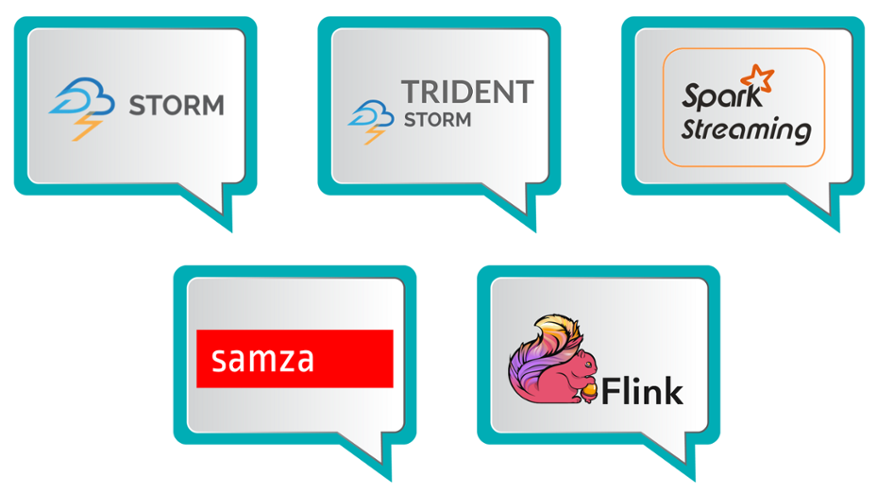 STORM
TRIDENT
STORM
Spark
Streaming
samza
Flink